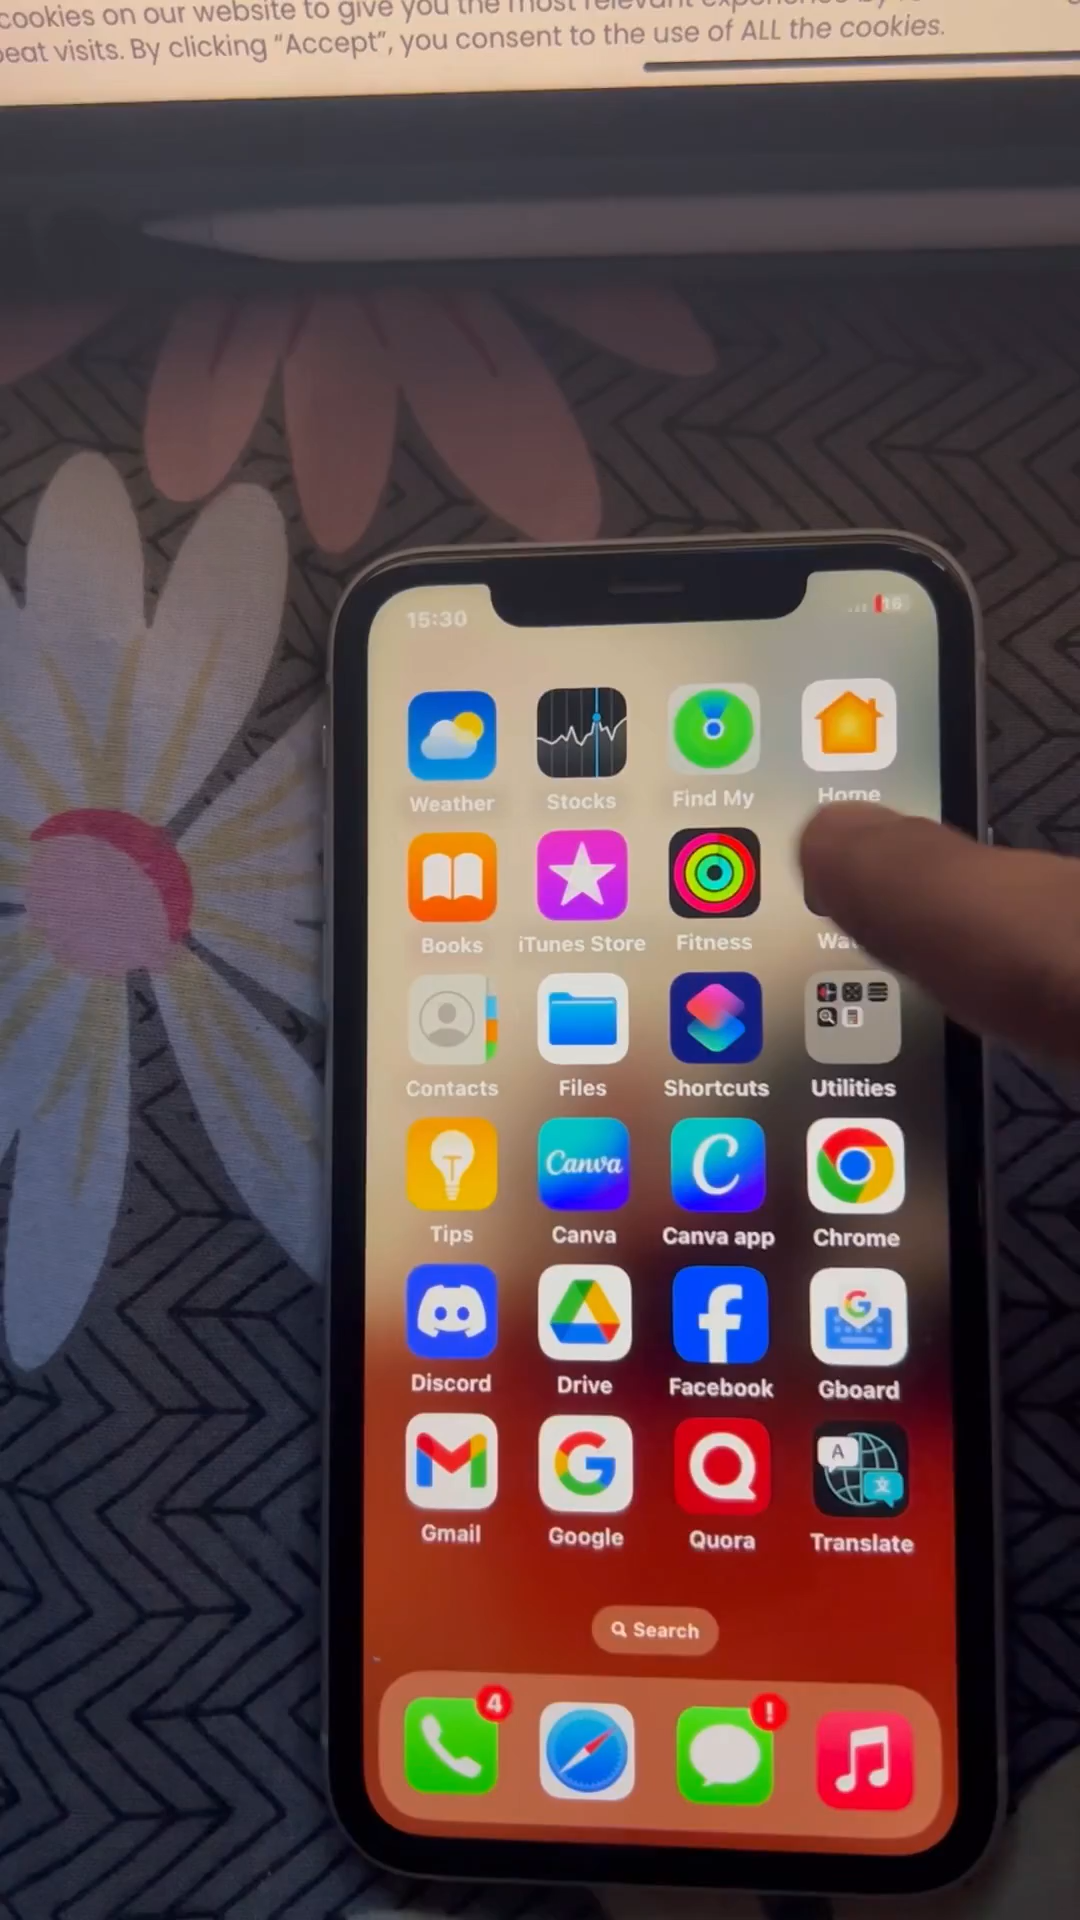 cookies on our website to give you the most relevant experience by
eat visits. By clicking “Accept”, you consent to the use of ALL the cookies.
15:30
16
Weather Stocks Find My Home
Books iTunes Store Fitness
Contacts Files Shortcuts Utilities
Canva C
Tips Canva Canva app Chrome
G
Discord Drive Facebook Gboard
A 文
Gmail Google Quora Translate
Search
4 !